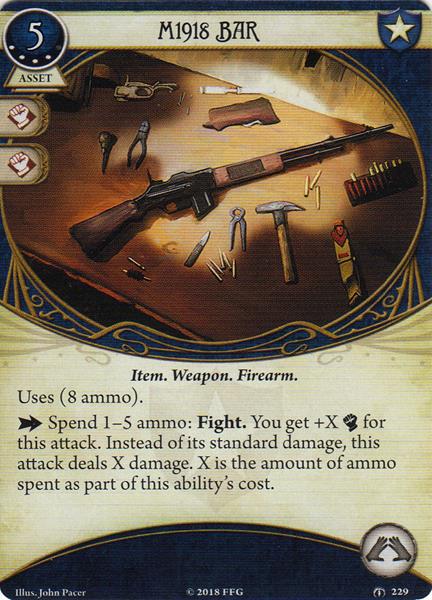 M1918 BAR
5
ASSET
Item. Weapon. Firearm.
Uses (8 ammo).
Spend 1–5 ammo: Fight. You get +X for
this attack. Instead of its standard damage, this
attack deals X damage. X is the amount of ammo
spent as part of this ability's cost.
Illus. John Pacer
© 2018 FFG
229